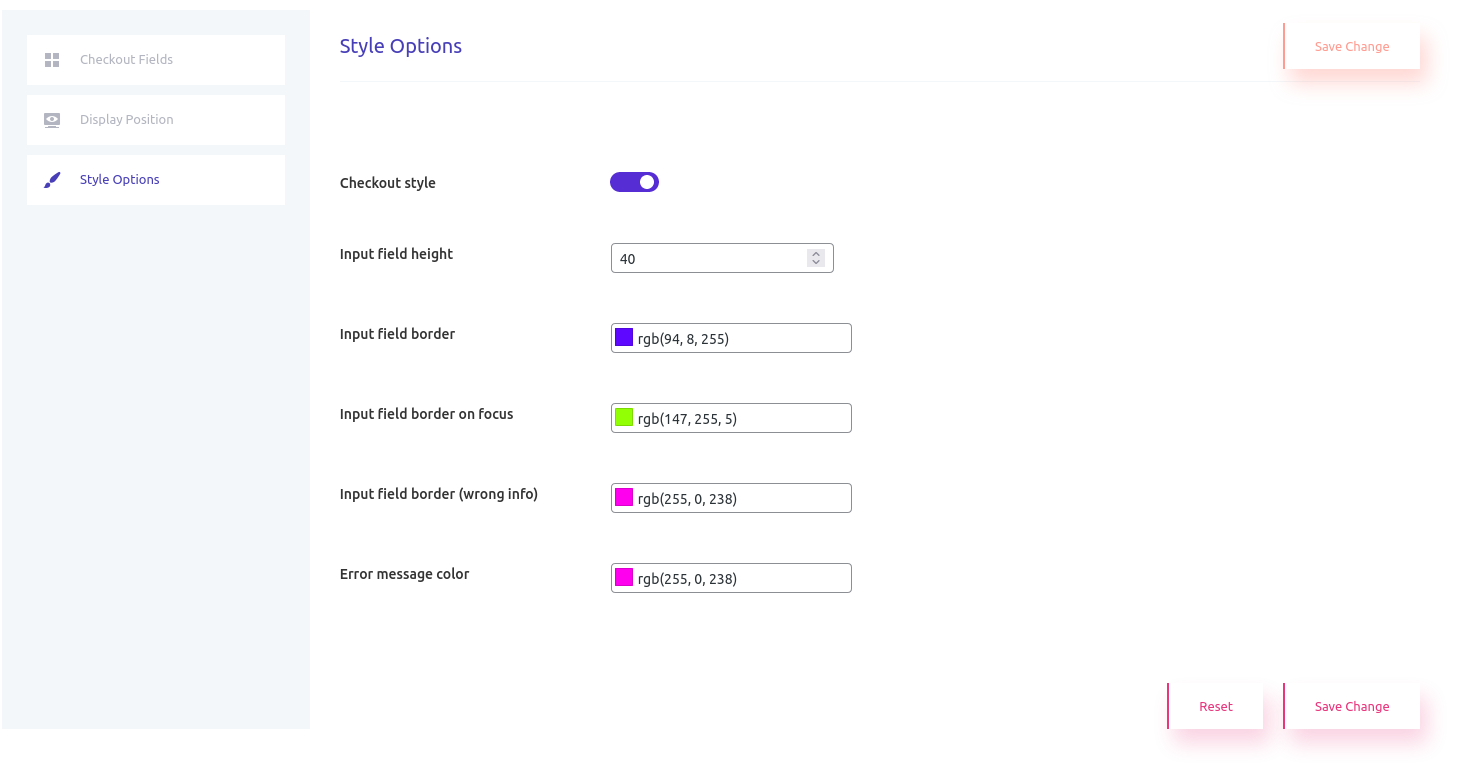 Checkout Fields
Display Position
Style Options
Style Options
Save Change
Checkout style
Input field height
40
Input field border
rgb(94, 8, 255)
Input field border on focus
rgb(147, 255, 5)
Input field border (wrong info)
rgb(255, 0, 238)
Error message color
rgb(255, 0, 238)
Reset
Save Change